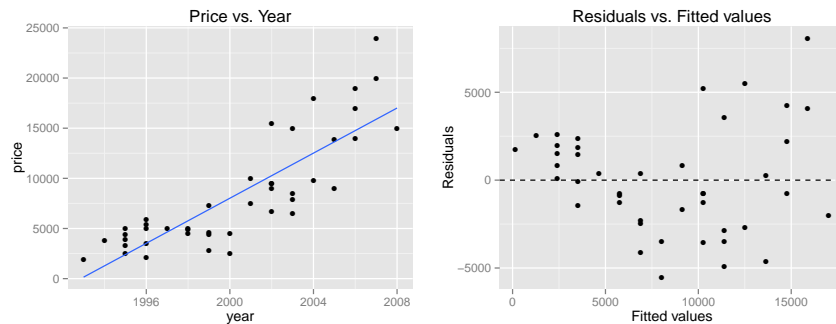 Price vs. Year
25000
20000
15000
10000
5000
0
price
1996
2000
2004
2008
year
Residuals vs. Fitted values
5000
0
−5000
Residuals
0
5000
10000
15000
Fitted values